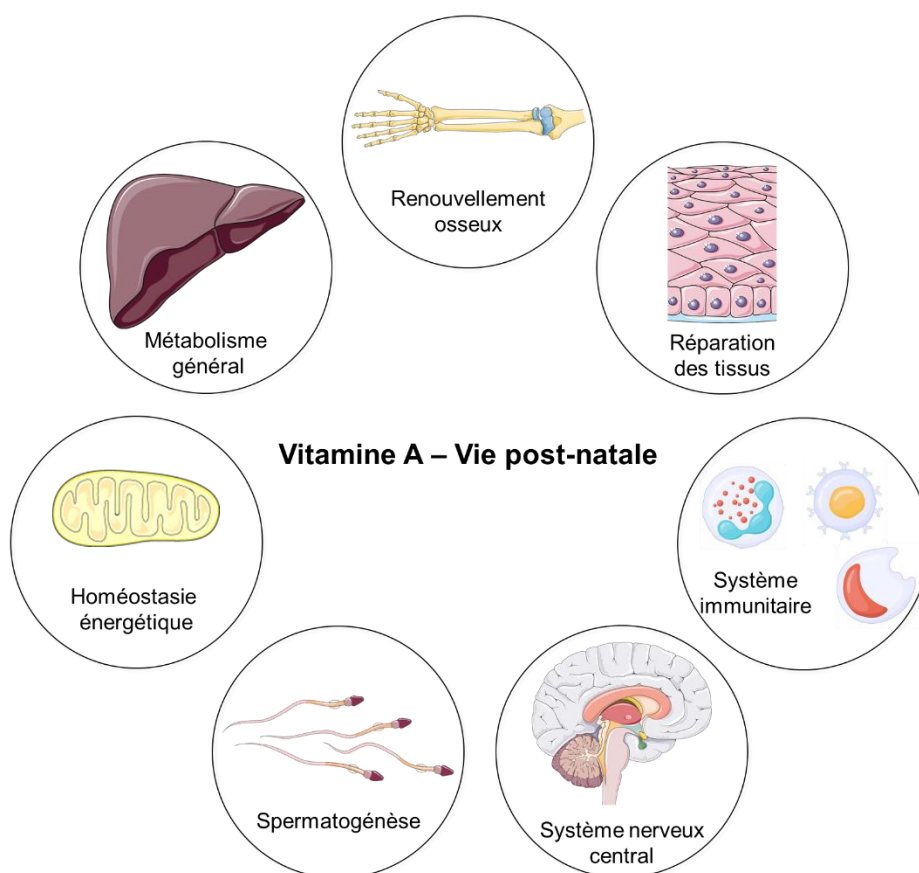 Renouvellement
osseux
Métabolisme
général
Réparation
des tissus
Vitamine A – Vie post-natale
Homéostasie
énergétique
Système
immunitaire
Spermatogénèse
Système nerveux
central